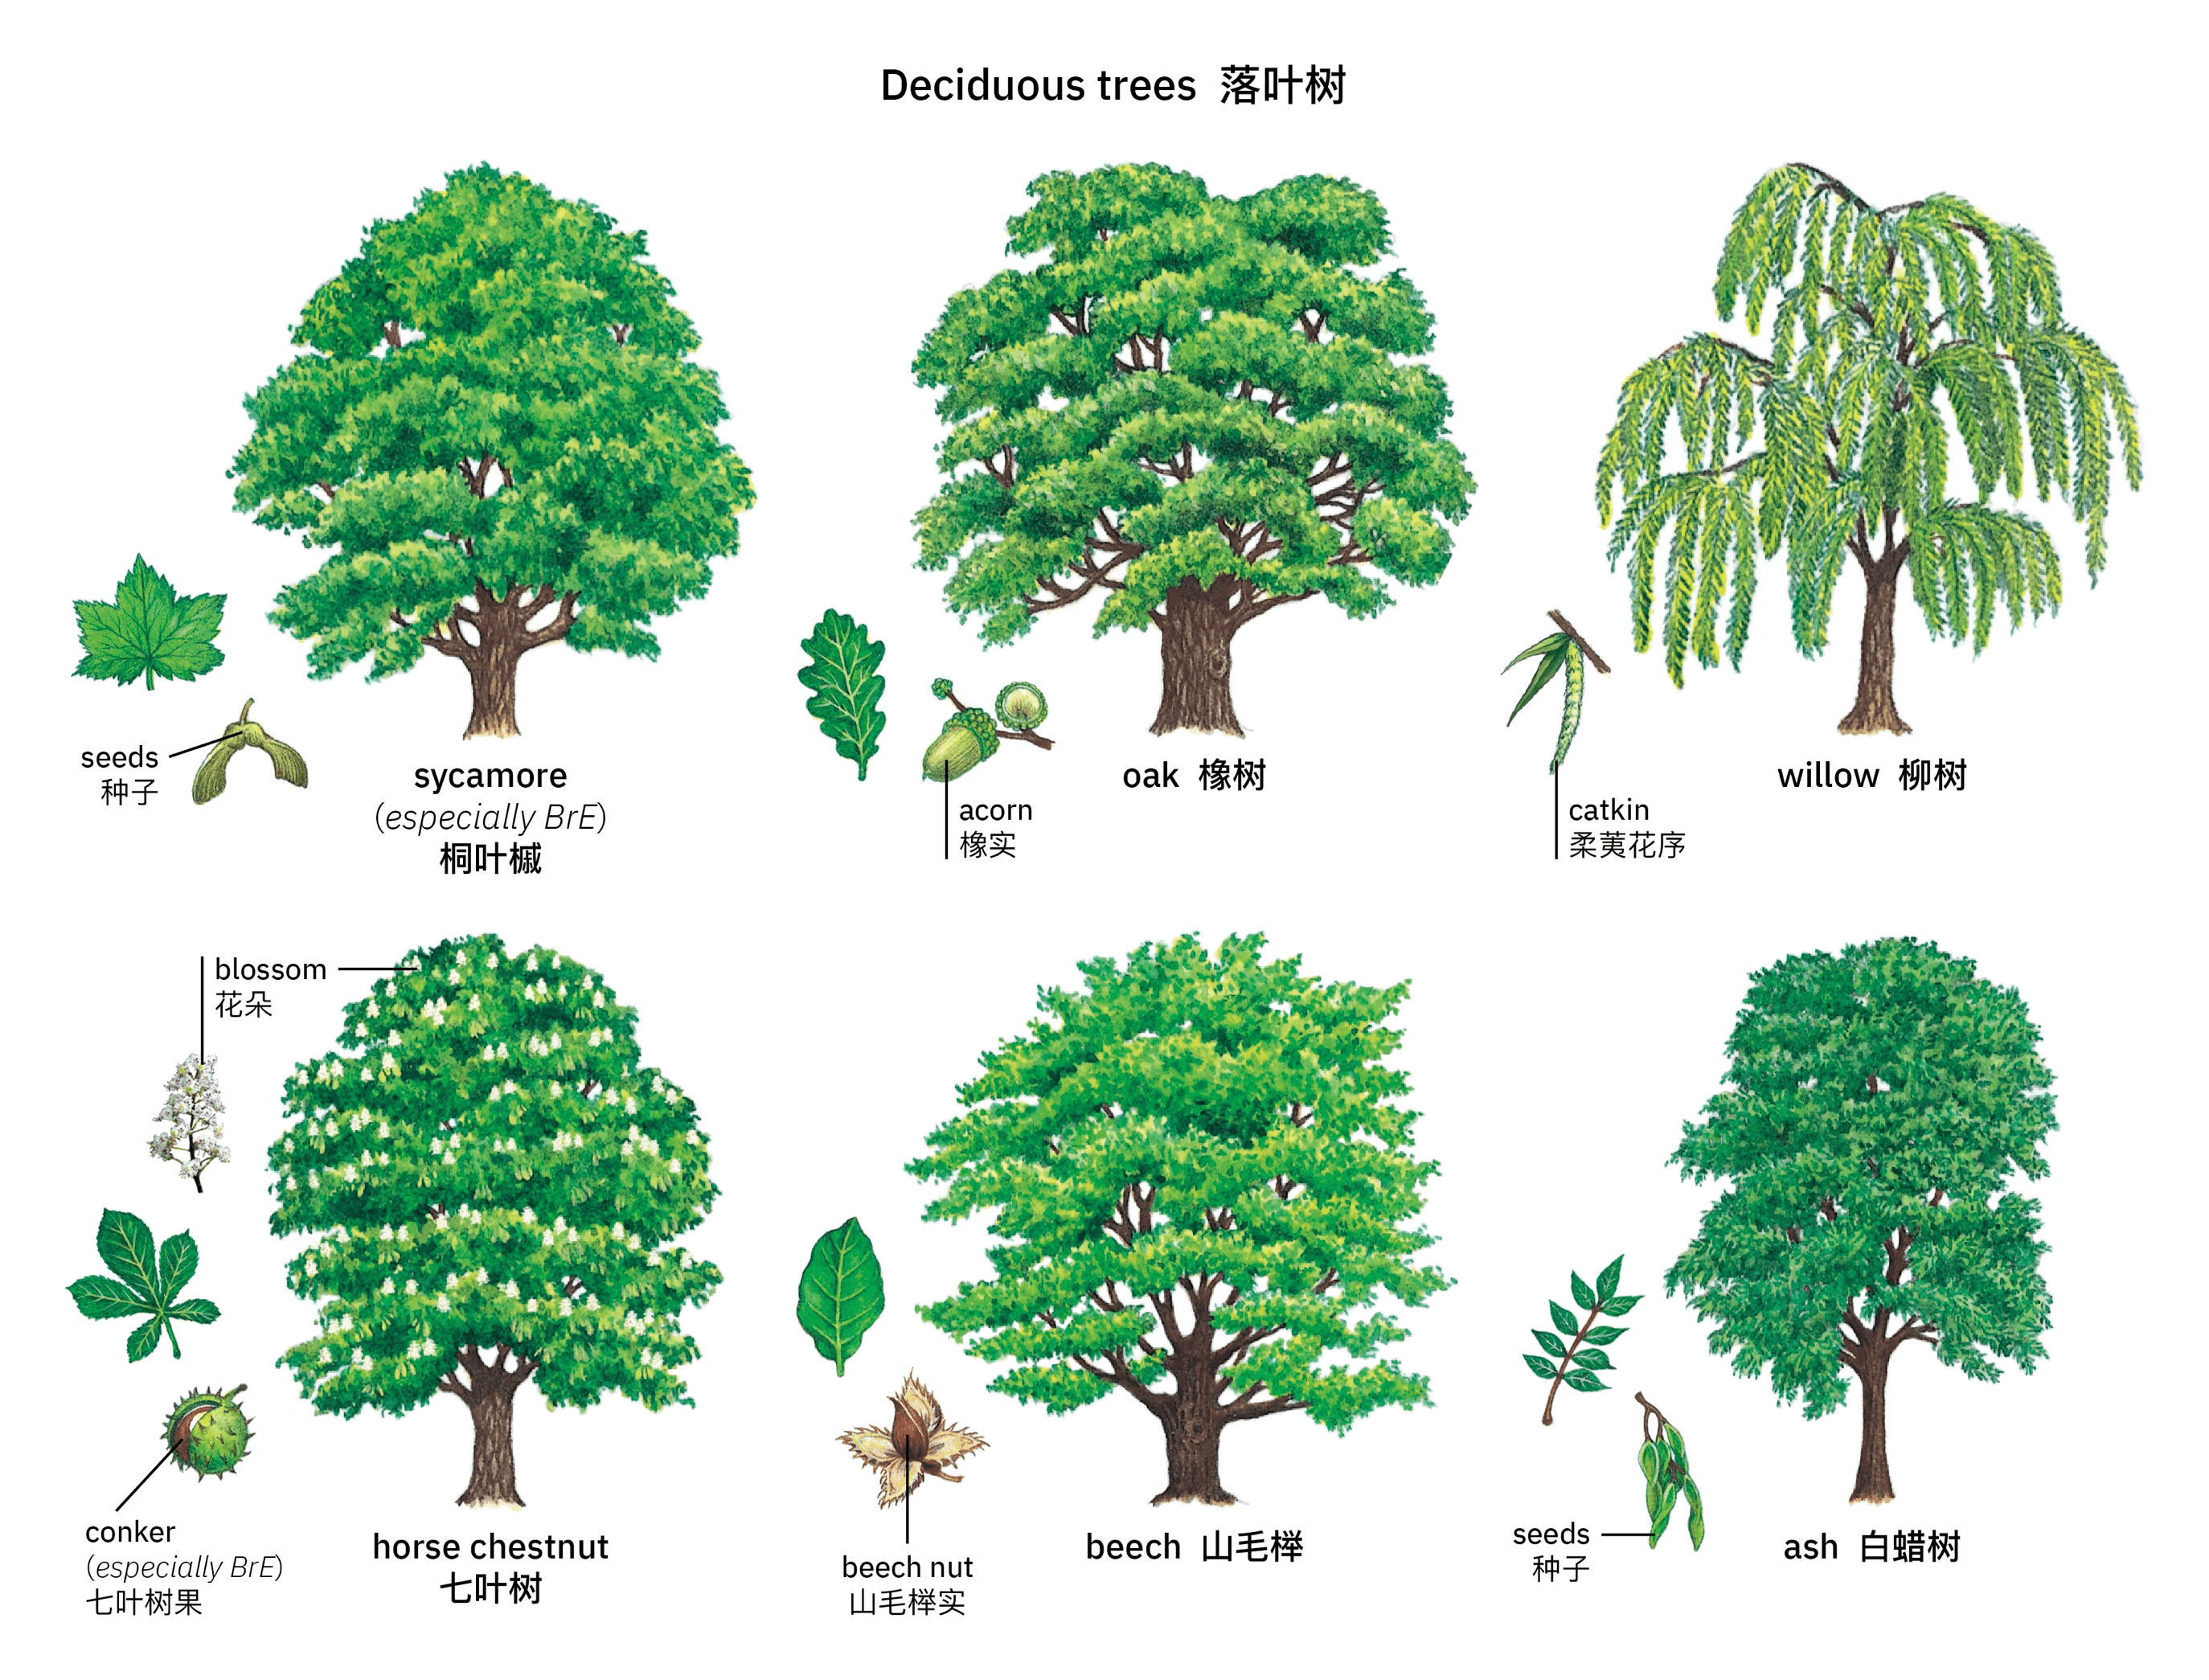 Deciduous trees 落叶树
seeds
种子
sycamore
(especially BrE)
桐叶槭
acorn
橡实
oak 橡树
catkin
柔荑花序
willow 柳树
blossom
花朵
conker
(especially BrE)
七叶树果
horse chestnut
七叶树
beech nut
山毛榉实
beech 山毛榉
seeds
种子
ash 白蜡树